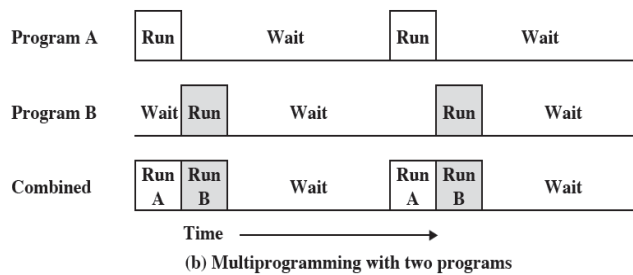 Program A Run Wait Run Wait
Program B Wait Run Wait Run Wait
Combined Run A Run B Wait Run A Run B Wait
Time
(b) Multiprogramming with two programs